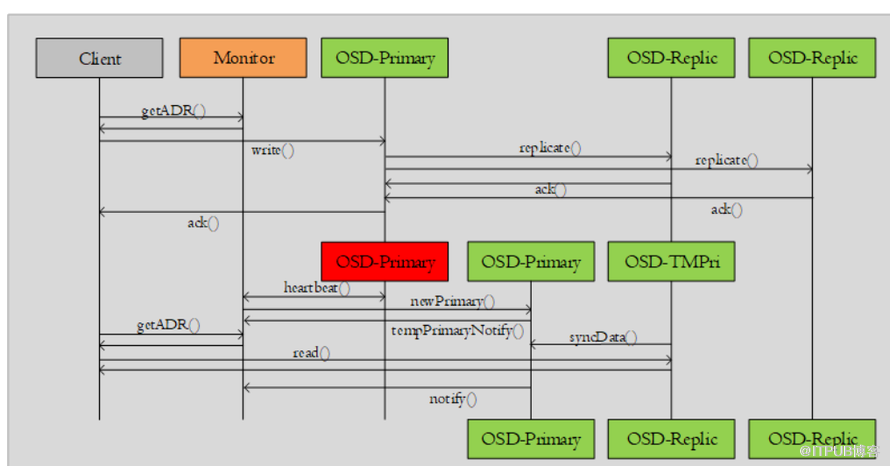 Client
Monitor
OSD-Primary
OSD-Replic
OSD-Replic
getADR()
write()
replicate()
replicate()
ack()
ack()
ack()
OSD-Primary
OSD-Primary
OSD-TMPri
heartbeat()
newPrimary()
getADR()
tempPrimaryNotify()
syncData()
read()
notify()
OSD-Primary
OSD-Replic
OSD-Replic
@ITPUB博客